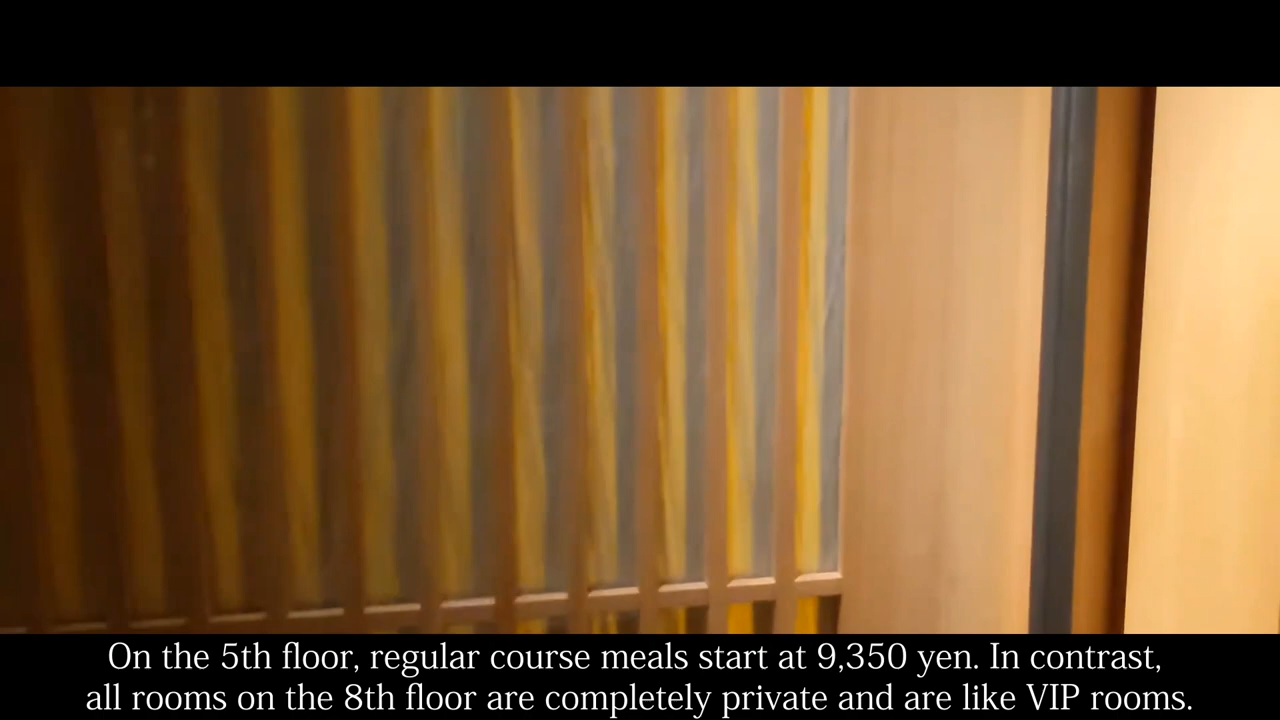 On the 5th floor, regular course meals start at 9,350 yen. In contrast,
all rooms on the 8th floor are completely private and are like VIP rooms.